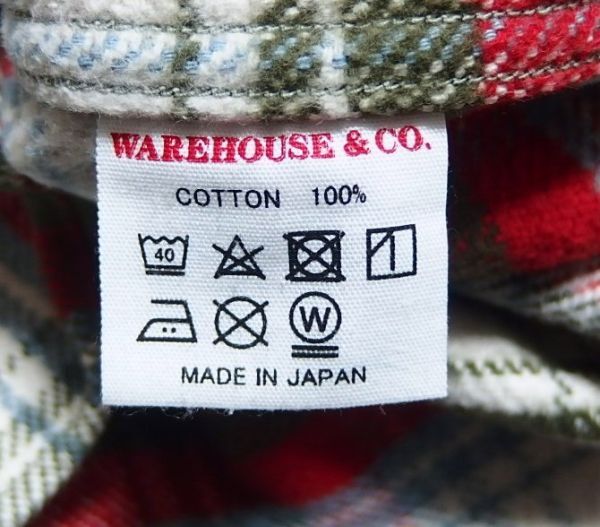 WAREHOUSE & CO.
COTTON 100%
40
W
MADE IN JAPAN